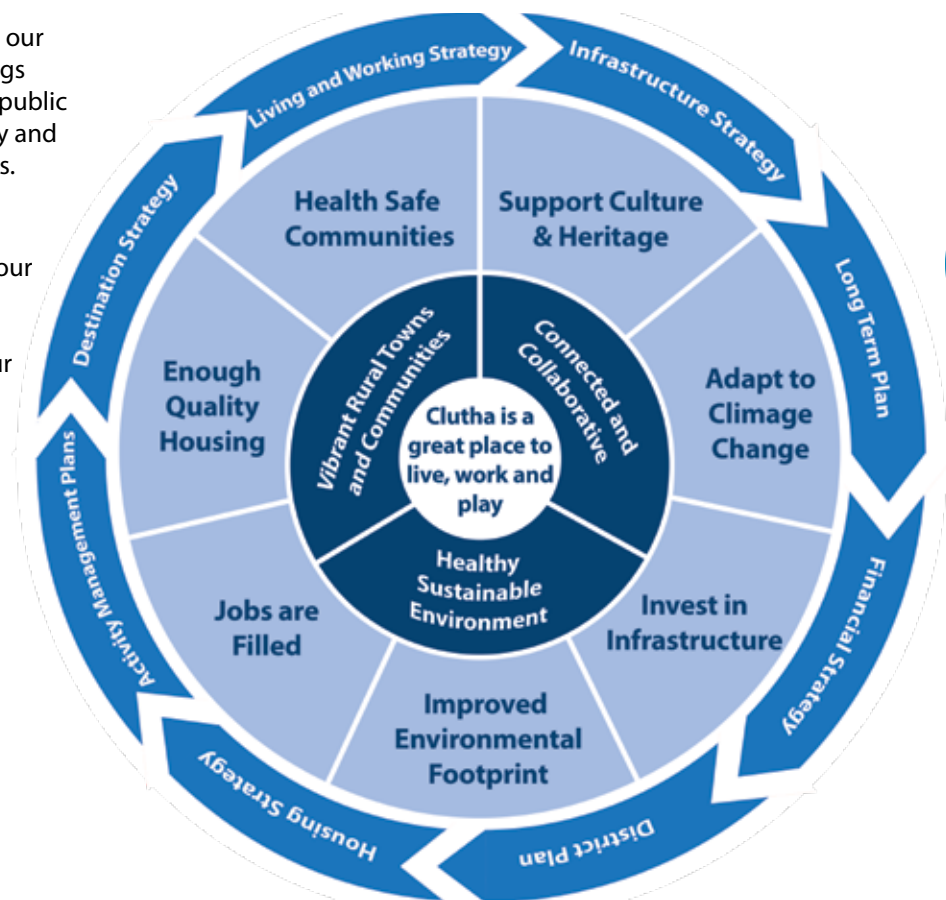 our
gs
public
y and
s.
our
ur
Living and Working Strategy
Infrastructure Strategy
Long Term Plan
Financial Strategy
District Plan
Housing Strategy
Activity Management Plans
Destination Strategy
Health Safe
Communities
Support Culture
& Heritage
Adapt to
Climage
Change
Invest in
Infrastructure
Improved
Environmental
Footprint
Jobs are
Filled
Enough
Quality
Housing
Vibrant Rural Towns
and Communities
Connected and
Collaborative
Healthy
Sustainable
Environment
Clutha is a
great place to
live, work and
play